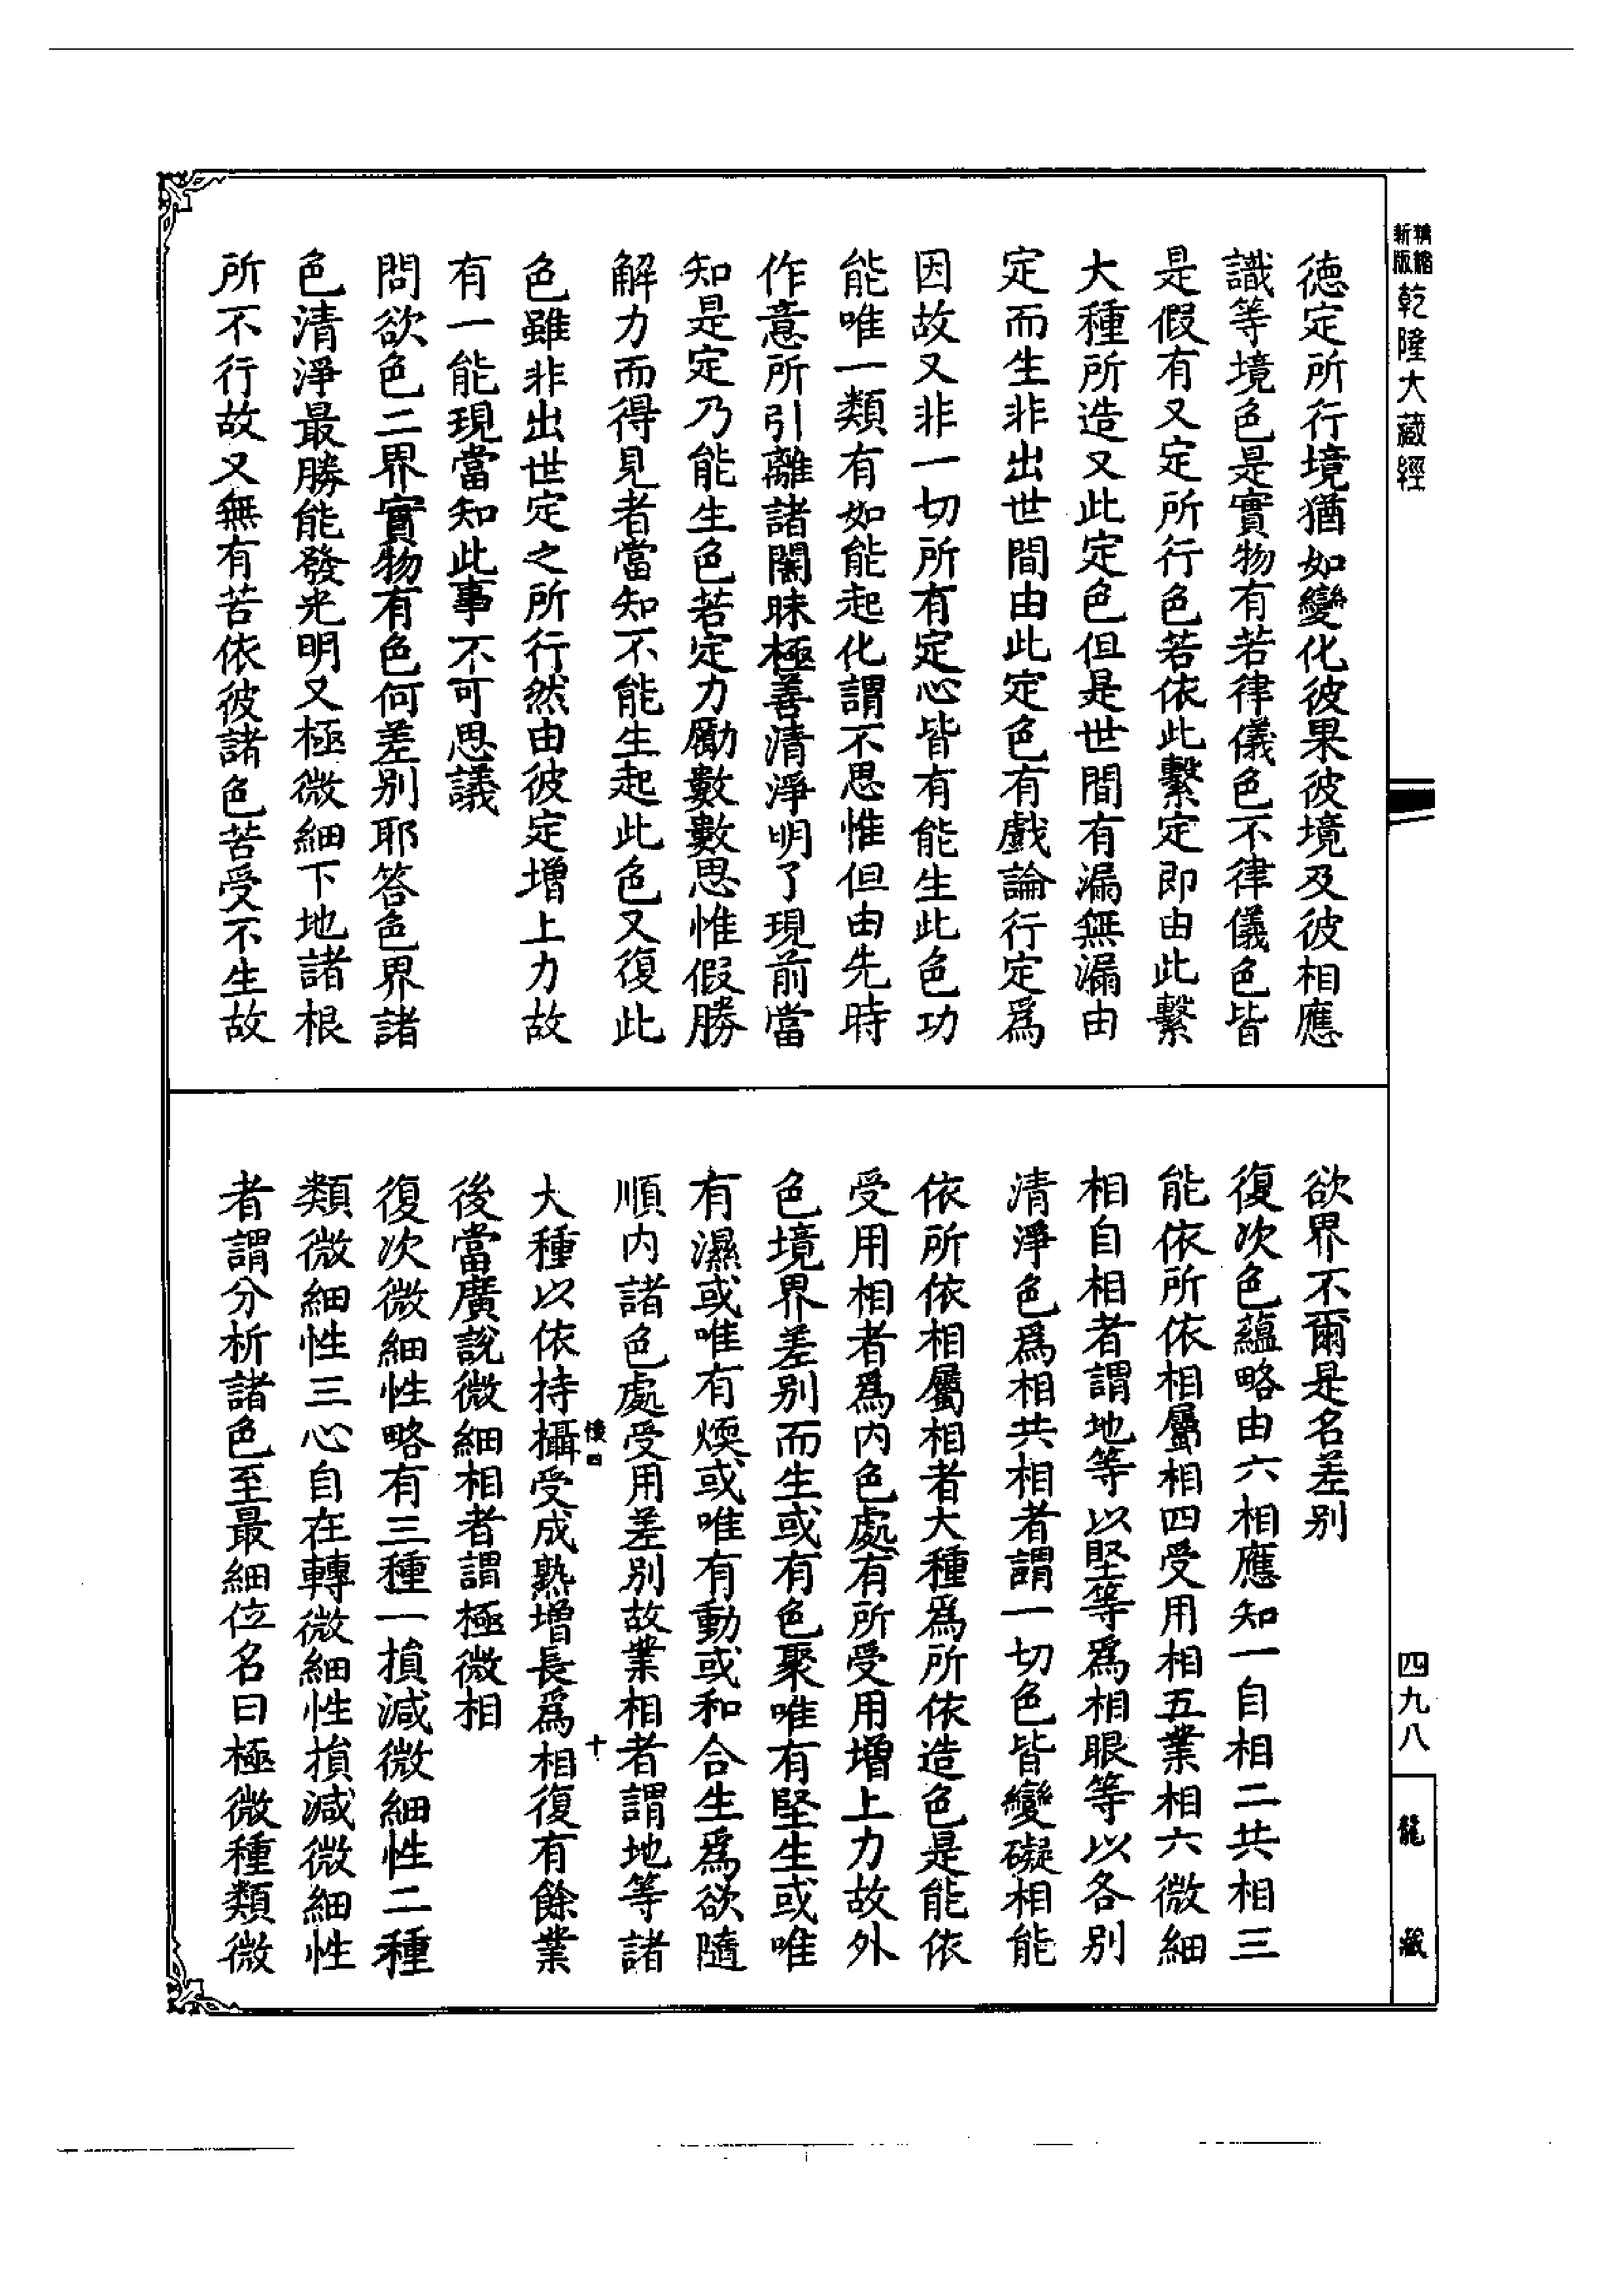 精縮
新版
乾隆大藏經
德定所行境猶如變化彼果彼境及彼相應
識等境色是實物有若律儀色不律儀色皆
是假有又定所行色若依此繫定即由此繫
大種所造又此定色但是世間有漏無漏由
定而生非出世間由此定色有戲論行定爲
因故又非一切所有定心皆有能生此色功
能唯一類有如能起化謂不思惟但由先時
作意所引離諸闇昧極善清淨明了現前當
知是定乃能生色若定力勵數數思惟假勝
解力而得見者當知不能生起此色又復此
色雖非出世定之所行然由彼定增上力故
有一能現當知此事不可思議
問欲色二界實物有色何差別耶答色界諸
色清淨最勝能發光明又極微細下地諸根
所不行故又無有苦依彼諸色苦受不生故
欲界不爾是名差別
復次色蘊略由六相應知一自相二共相三
能依所依相屬相四受用相五業相六微細
相自相者謂地等以堅等爲相眼等以各別
清淨色爲相共相者謂一切色皆變礙相能
依所依相屬相者大種爲所依造色是能依
受用相者爲內色處有所受用增上力故外
色境界差別而生或有色聚唯有堅生或唯
有濕或唯有煖或唯有動或和合生爲欲隨
順內諸色處受用差別故業相者謂地等諸
大種以依持攝受成熟增長爲相復有餘業
後當廣說微細相者謂極微相
復次微細性略有三種一損減微細性二種
類微細性三心自在轉微細性損減微細性
者謂分析諸色至最細位名曰極微種類微
十
四九八
龍藏